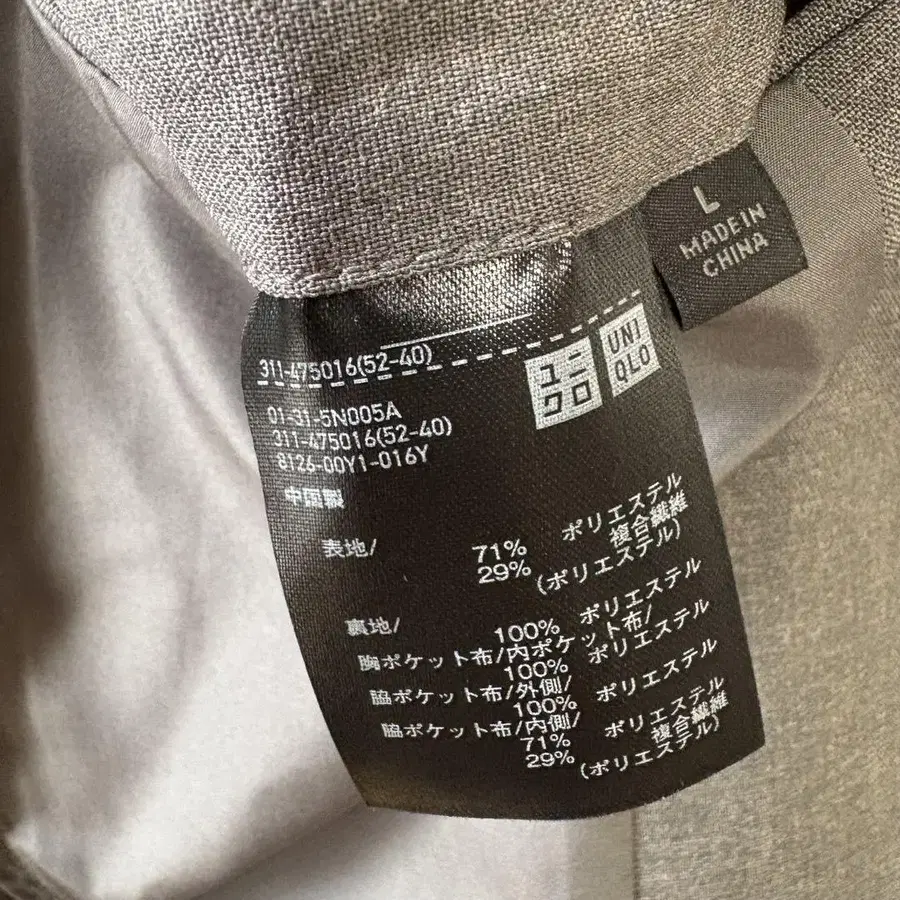 L
MADE IN
CHINA
ユニ
クロ
UNI
QLO
311-475016(52-40)
01-31-5N005A
311-475016(52-40)
8126-00Y1-016Y
中国製
表地/
71% ポリエステル
29% 複合繊維
(ポリエステル)
裏地/
100% ポリエステル
胸ポケット布/内ポケット布/
100% ポリエステル
脇ポケット布/外側/
100% ポリエステル
脇ポケット布/内側/
71% ポリエステル
29% 複合繊維
(ポリエステル)